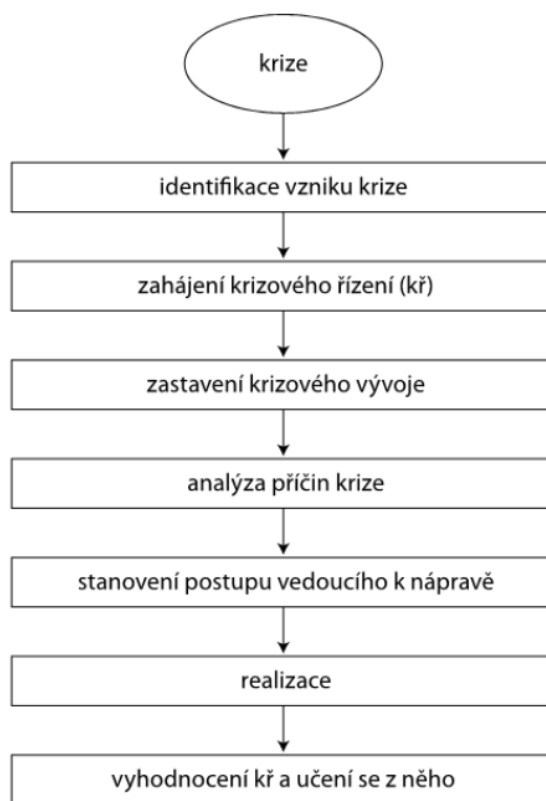 krize
identifikace vzniku krize
zahájení krizového řízení (kř)
zastavení krizového vývoje
analýza příčin krize
stanovení postupu vedoucího k nápravě
realizace
vyhodnocení kř a učení se z něho